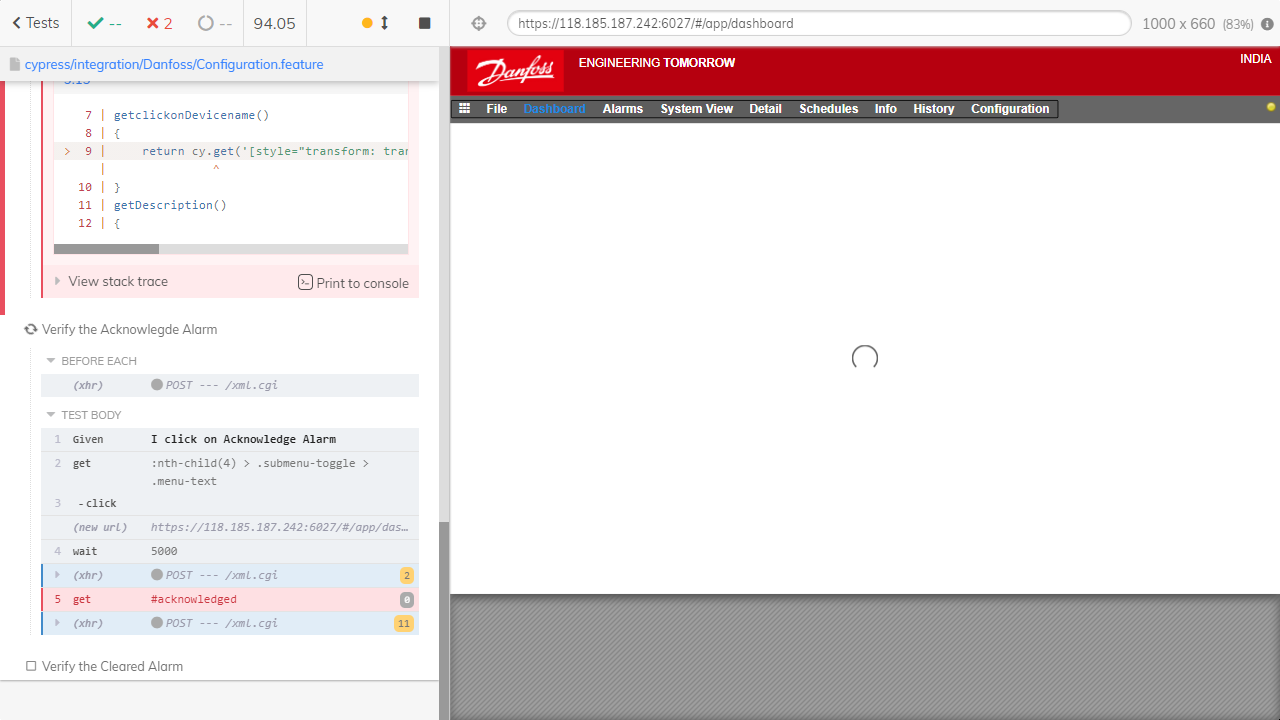 Tests -- 2 -- 94.05
https://118.185.187.242:6027/#/app/dashboard 1000 x 660 (83%)
cypress/integration/Danfoss/Configuration.feature
7 | getclickonDevicename()
8 | {
> 9 | return cy.get('[style="transform: tran
| ^
10 | }
11 | getDescription()
12 | {
View stack trace Print to console
Verify the Acknowlegde Alarm
BEFORE EACH
(xhr) POST --- /xml.cgi
TEST BODY
1 Given I click on Acknowledge Alarm
2 get :nth-child(4) > .submenu-toggle >
.menu-text
3 -click
(new url) https://118.185.187.242:6027/#/app/das…
4 wait 5000
(xhr) POST --- /xml.cgi 2
5 get #acknowledged 0
(xhr) POST --- /xml.cgi 11
Verify the Cleared Alarm
Danfoss ENGINEERING TOMORROW INDIA
File Dashboard Alarms System View Detail Schedules Info History Configuration